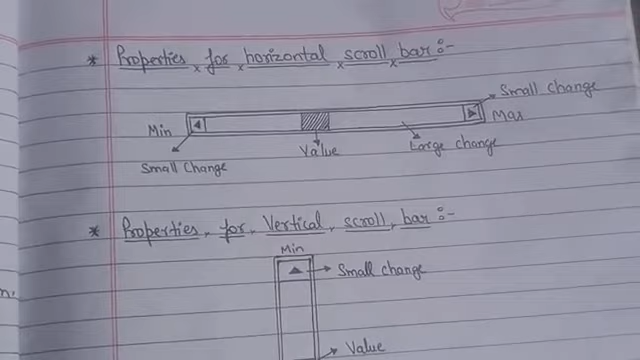 * Properties for horizontal scroll bar :-
Small change
Min
Max
Value
Large change
Small Change
* Properties for Vertical scroll bar :-
Min
Small change
Value